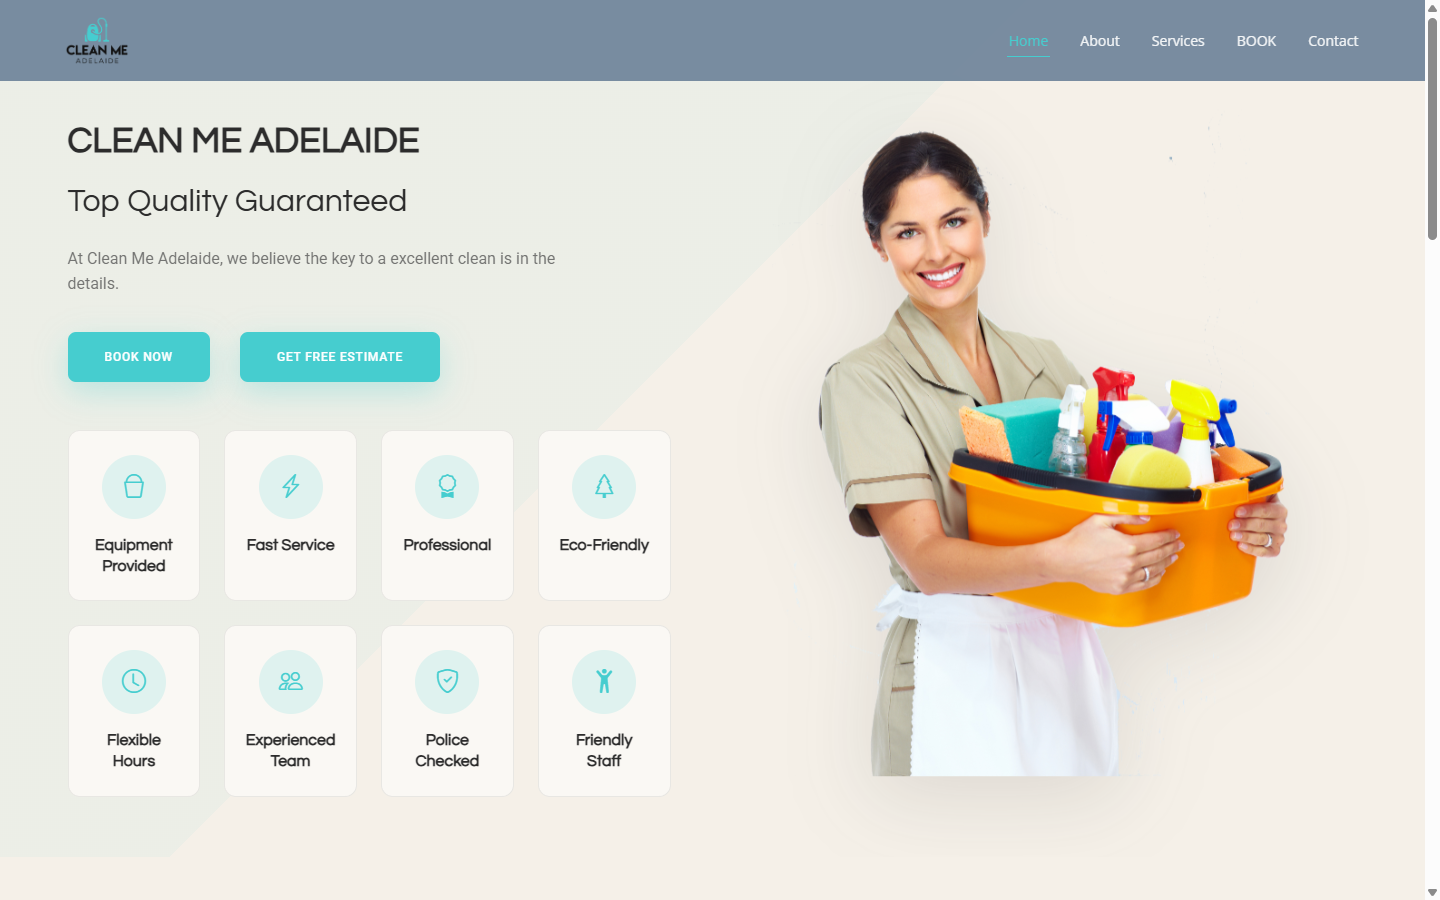 CLEAN ME
ADELAIDE
Home About Services BOOK Contact
CLEAN ME ADELAIDE
Top Quality Guaranteed
At Clean Me Adelaide, we believe the key to a excellent clean is in the
details.
BOOK NOW GET FREE ESTIMATE
Equipment
Provided
Fast Service
Professional
Eco-Friendly
Flexible
Hours
Experienced
Team
Police
Checked
Friendly
Staff